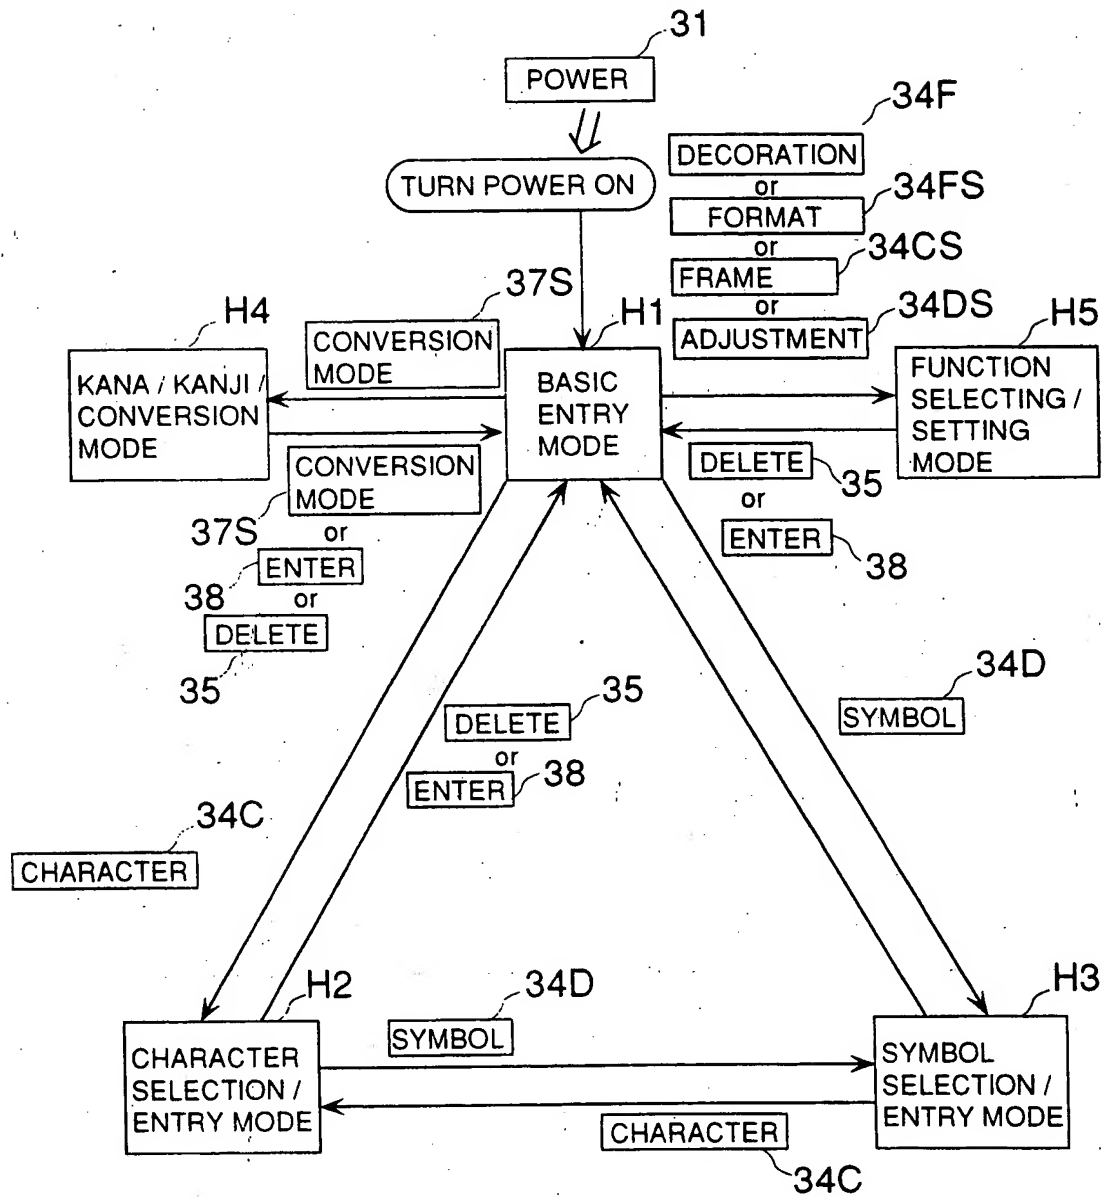 31
POWER
34F
DECORATION
or
TURN POWER ON
34FS
FORMAT
or
34CS
FRAME
or
37S
34DS
ADJUSTMENT
H4
CONVERSION
MODE
H1
H5
KANA / KANJI /
CONVERSION
MODE
BASIC
ENTRY
MODE
FUNCTION
SELECTING /
SETTING
MODE
CONVERSION
MODE
37S
or
ENTER
38
or
DELETE
35
DELETE
35
or
ENTER
38
34D
SYMBOL
35
DELETE
or
38
ENTER
34C
CHARACTER
H2
34D
SYMBOL
H3
CHARACTER
SELECTION /
ENTRY MODE
SYMBOL
SELECTION /
ENTRY MODE
CHARACTER
34C